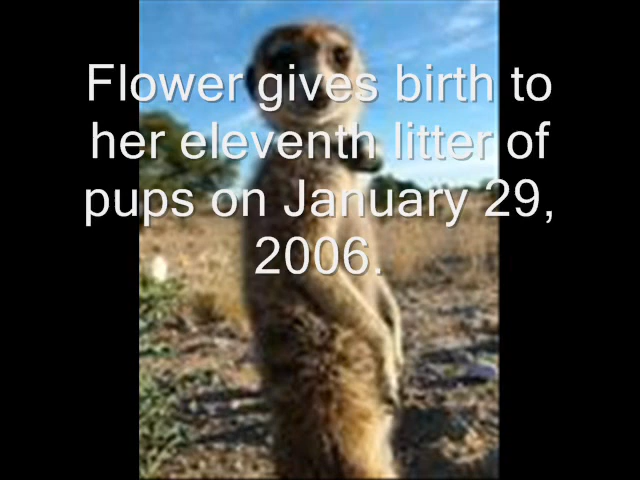 Flower gives birth to
her eleventh litter of
pups on January 29,
2006.